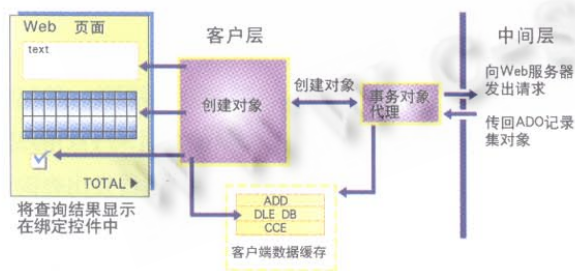 Web 页面
text
TOTAL
将查询结果显示
在绑定控件中
客户层
创建对象
创建对象
事务对象
代理
ADD
DLE DB
CCE
客户端数据缓存
中间层
向Web服务器
发出请求
传回ADO记录
集对象